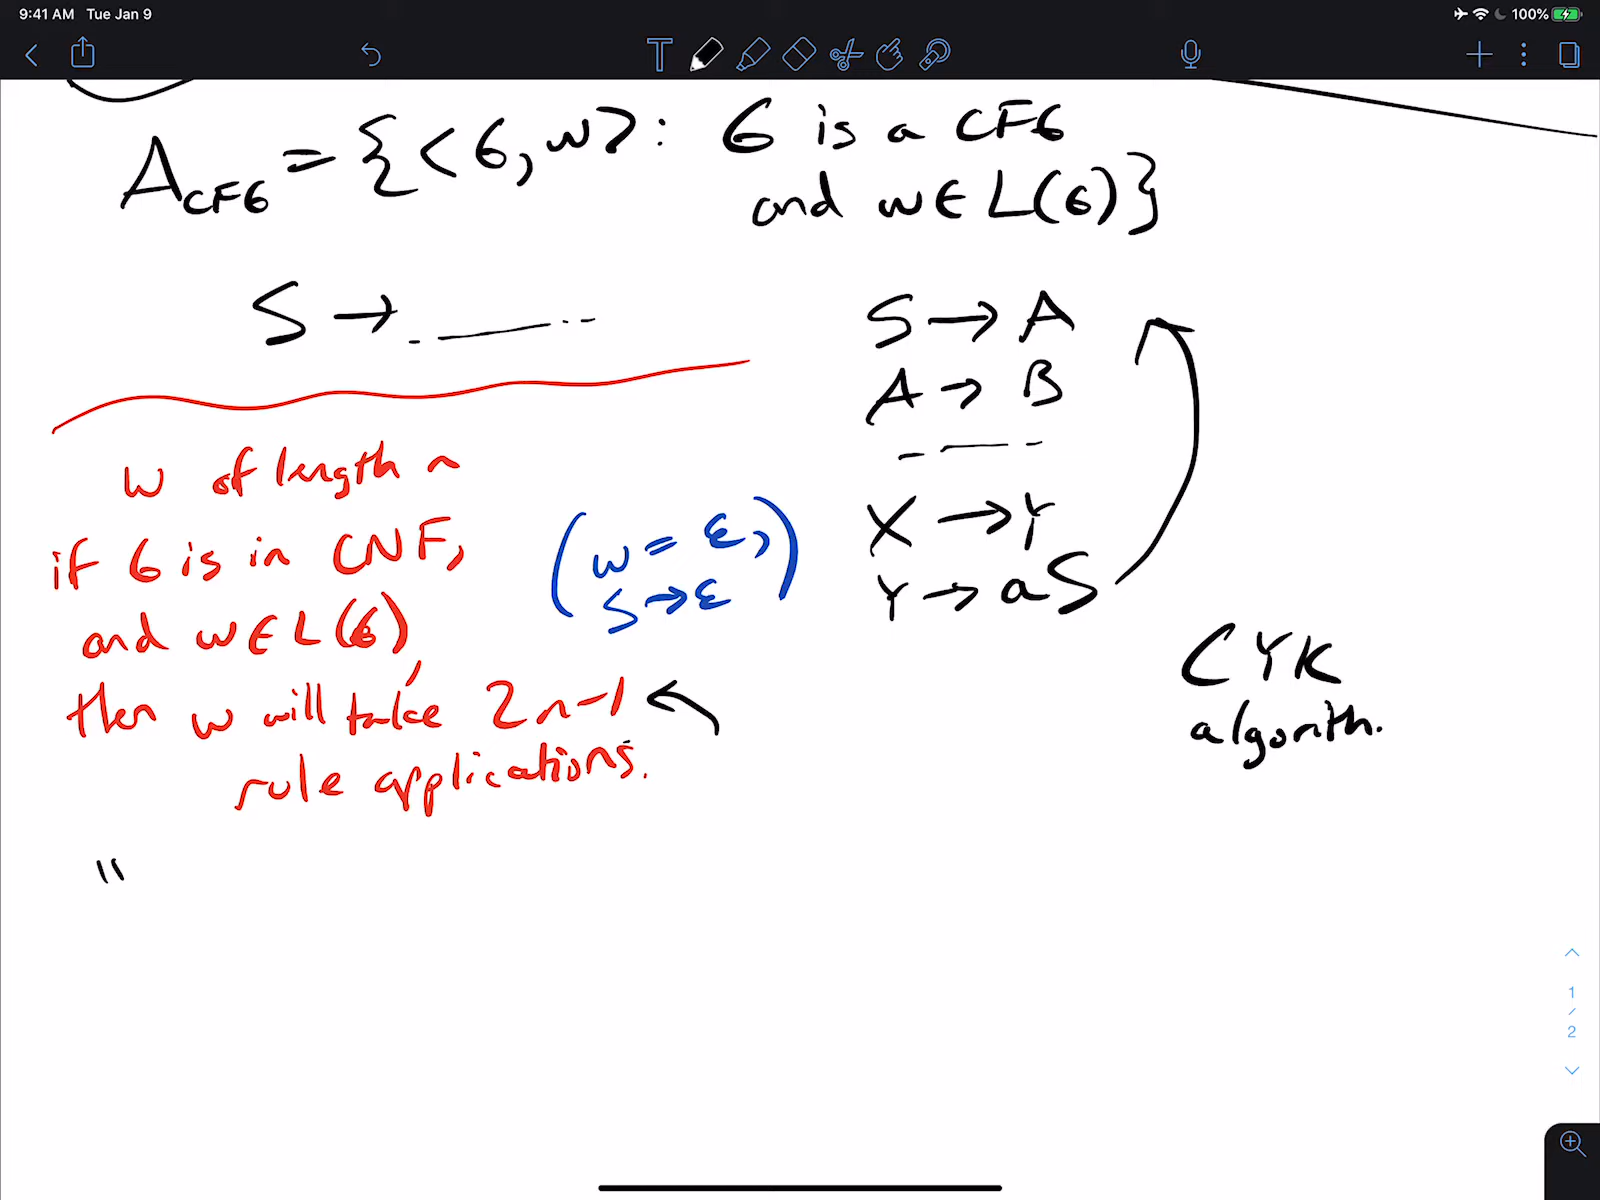 9:41 AM Tue Jan 9
100%
A_CFG = {<G, w>: G is a CFG
and w ∈ L(G)}
S → . ___ ..
S → A
A → B
- — -
X → Y
Y → aS
w of length n
if G is in CNF,
and w ∈ L(G),
then w will take 2n-1
rule applications.
(w = ε,
S → ε)
CYK
algorith.
"
1
/
2